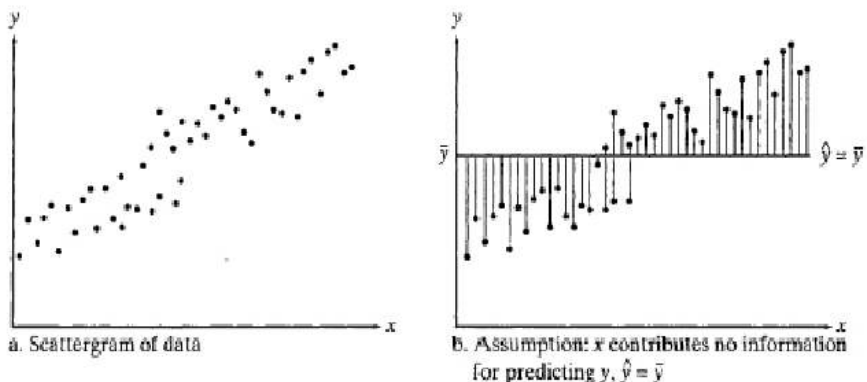 y
x
a. Scattergram of data
y
ȳ
ŷ = ȳ
x
b. Assumption: x contributes no information
for predicting y, ŷ = ȳ